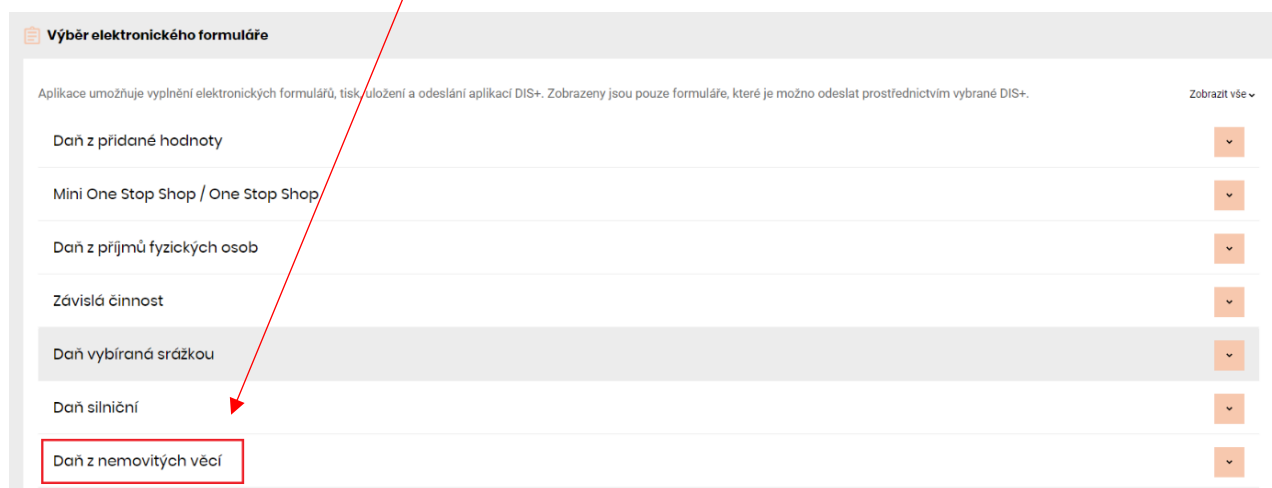 Výběr elektronického formuláře
Aplikace umožňuje vyplnění elektronických formulářů, tisk, uložení a odeslání aplikací DIS+. Zobrazeny jsou pouze formuláře, které je možno odeslat prostřednictvím vybrané DIS+.
Zobrazit vše
Daň z přidané hodnoty
Mini One Stop Shop / One Stop Shop
Daň z příjmů fyzických osob
Závislá činnost
Daň vybíraná srážkou
Daň silniční
Daň z nemovitých věcí